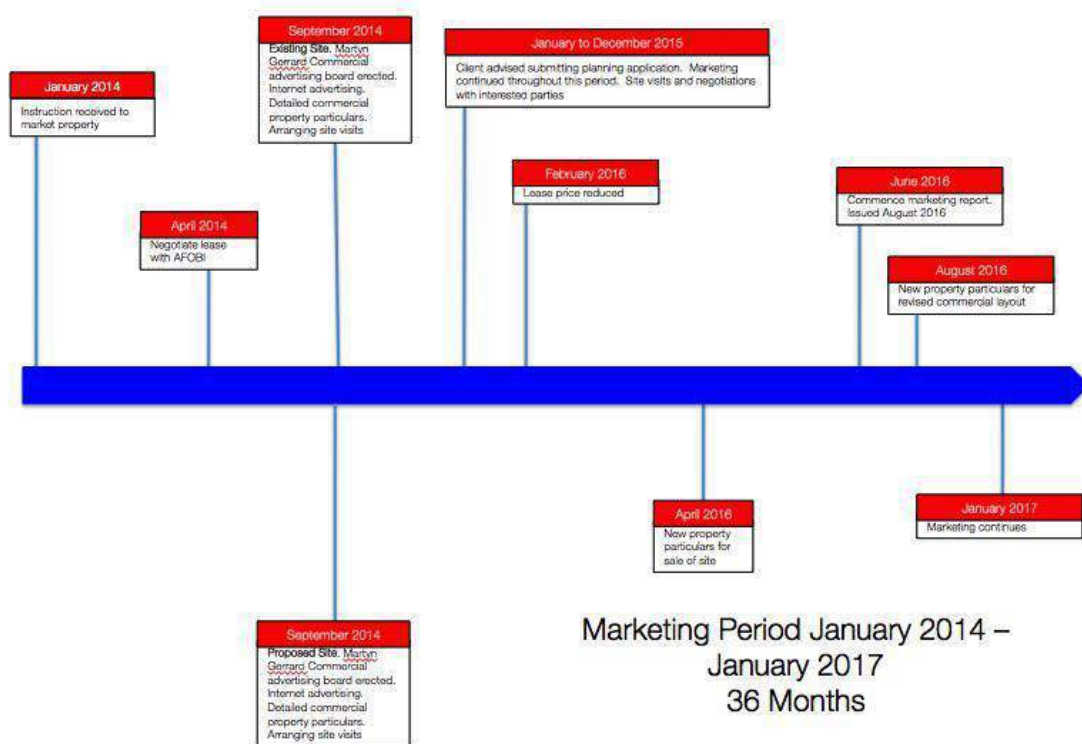 January 2014
Instruction received to
market property
April 2014
Negotiate lease
with AFOBI
September 2014
Existing Site. Martyn
Gerrard Commercial
advertising board erected.
Internet advertising.
Detailed commercial
property particulars.
Arranging site visits
January to December 2015
Client advised submitting planning application. Marketing
continued throughout this period. Site visits and negotiations
with interested parties
February 2016
Lease price reduced
June 2016
Commence marketing report.
Issued August 2016
August 2016
New property particulars for
revised commercial layout
September 2014
Proposed Site. Martyn
Gerrard Commercial
advertising board erected.
Internet advertising.
Detailed commercial
property particulars.
Arranging site visits
April 2016
New property
particulars for
sale of site
January 2017
Marketing continues
Marketing Period January 2014 –
January 2017
36 Months